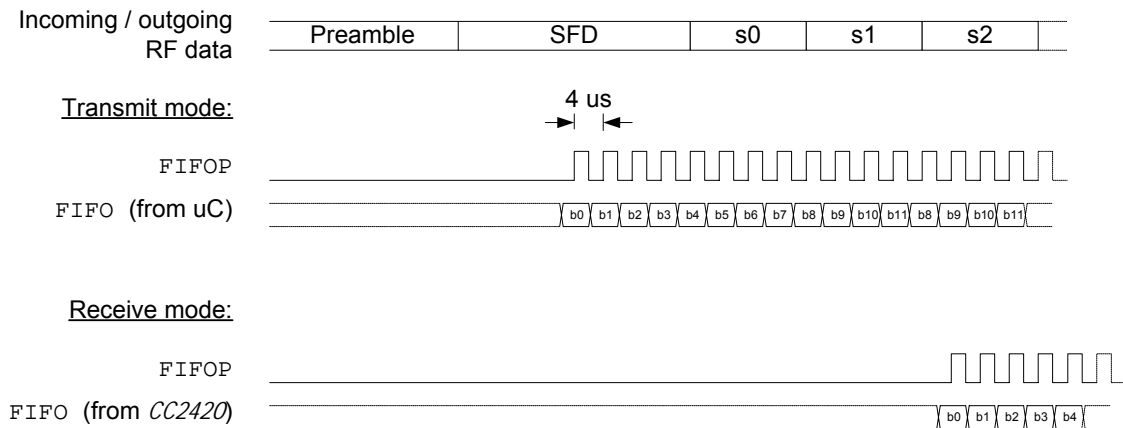 Incoming / outgoing
RF data
Preamble SFD s0 s1 s2
Transmit mode:
4 us
FIFOP
FIFO (from uC)
b0 b1 b2 b3 b4 b5 b6 b7 b8 b9 b10 b11 b8 b9 b10 b11
Receive mode:
FIFOP
FIFO (from CC2420)
b0 b1 b2 b3 b4